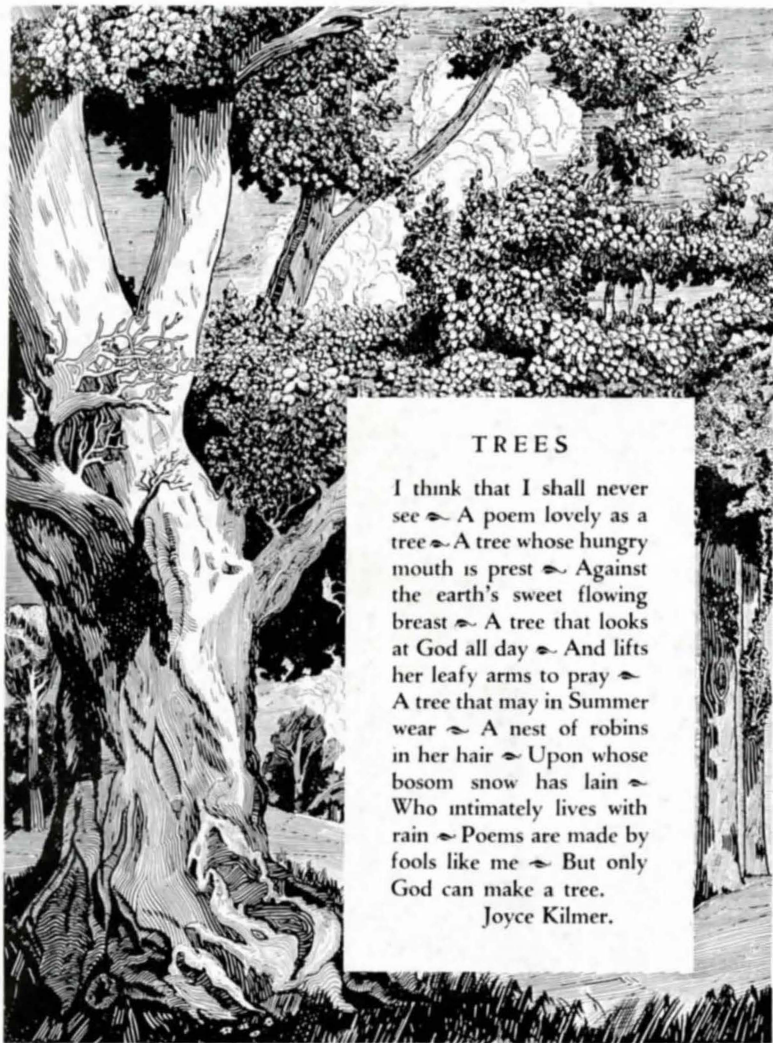 TREES
I think that I shall never
see ~ A poem lovely as a
tree ~ A tree whose hungry
mouth is prest ~ Against
the earth's sweet flowing
breast ~ A tree that looks
at God all day ~ And lifts
her leafy arms to pray ~
A tree that may in Summer
wear ~ A nest of robins
in her hair ~ Upon whose
bosom snow has lain ~
Who intimately lives with
rain ~ Poems are made by
fools like me ~ But only
God can make a tree.
Joyce Kilmer.